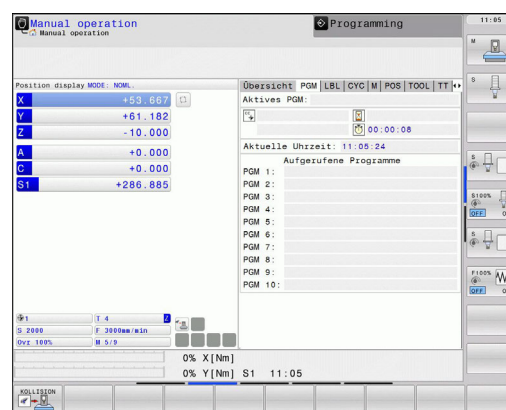 Manual operation
Manual operation
Programming
11:05
M
Position display MODE: NOML.
X +53.667
Y +61.182
Z -10.000
A +0.000
C +0.000
S1 +286.885
Übersicht PGM LBL CYC M POS TOOL TT
Aktives PGM:
00:00:08
Aktuelle Uhrzeit: 11:05:24
Aufgerufene Programme
PGM 1:
PGM 2:
PGM 3:
PGM 4:
PGM 5:
PGM 6:
PGM 7:
PGM 8:
PGM 9:
PGM 10:
S
S
S100%
OFF
S
F100%
OFF
1 T 4 Z
S 2000 F 3000mm/min
Ovr 100% M 5/9
0% X[Nm]
0% Y[Nm] S1 11:05
KOLLISION